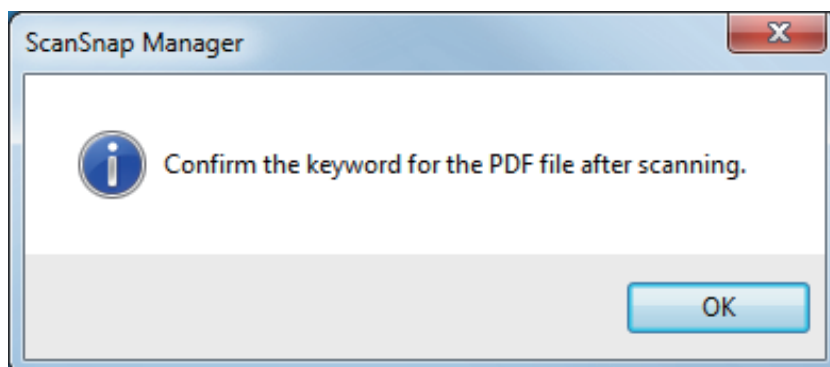 ScanSnap Manager
Confirm the keyword for the PDF file after scanning.
OK